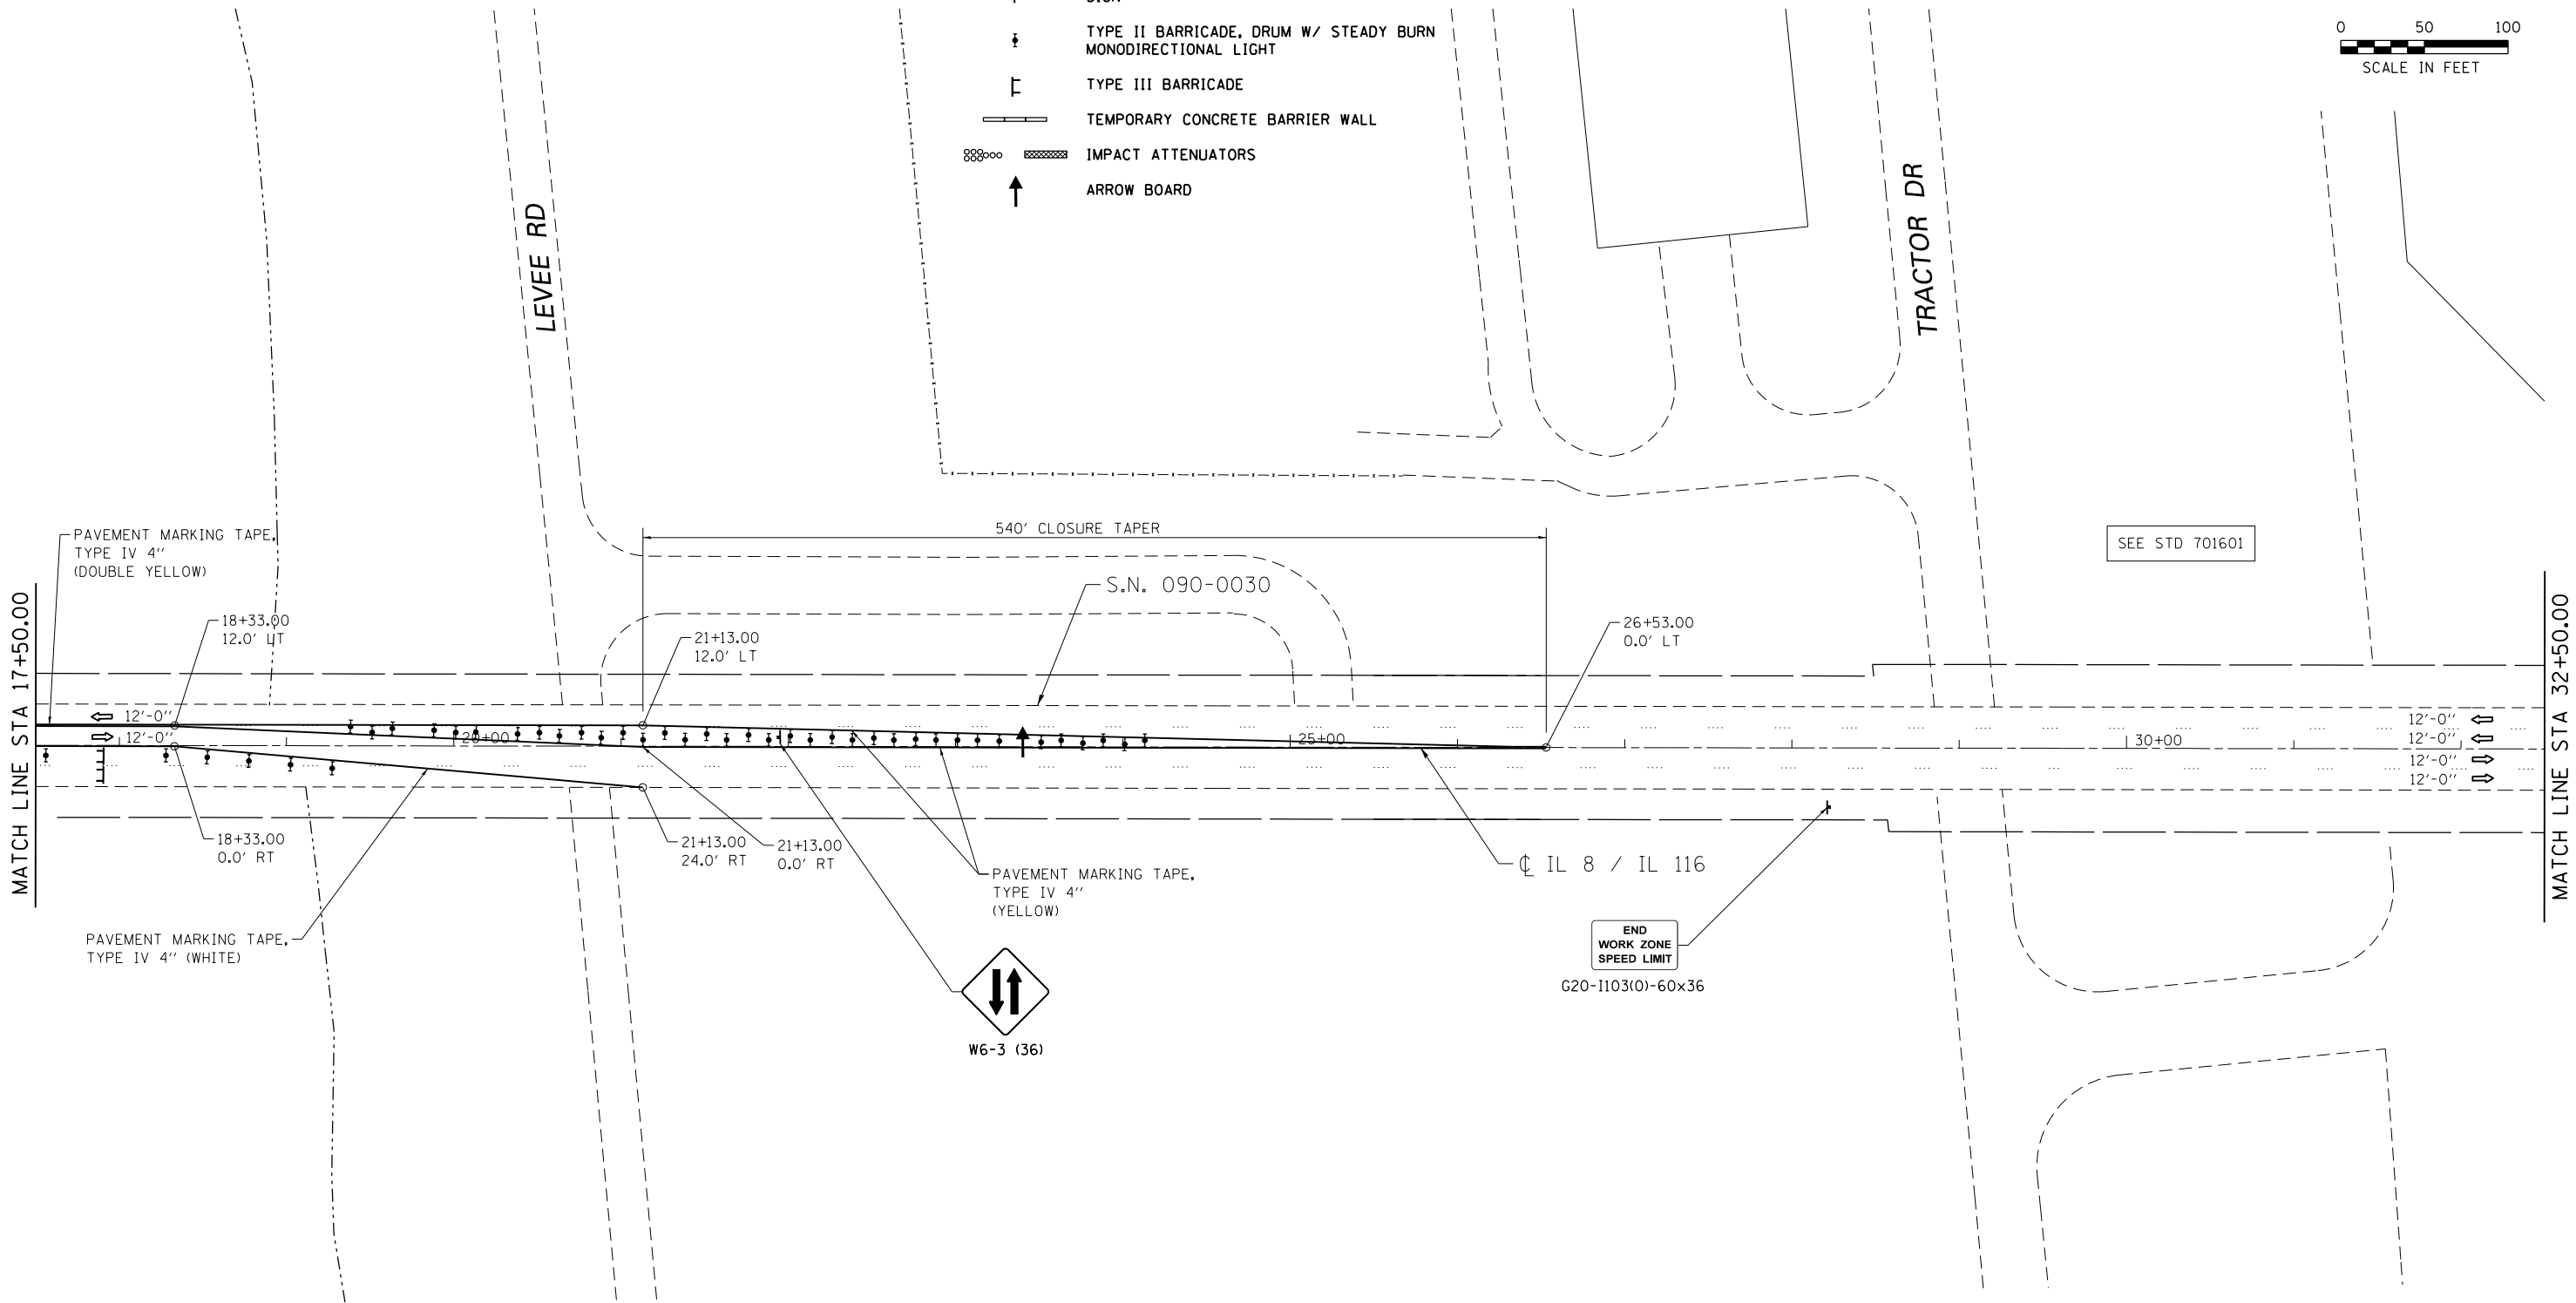 TYPE II BARRICADE, DRUM W/ STEADY BURN
MONODIRECTIONAL LIGHT
TYPE III BARRICADE
TEMPORARY CONCRETE BARRIER WALL
IMPACT ATTENUATORS
ARROW BOARD
0 50 100
SCALE IN FEET
LEVEE RD
TRACTOR DR
PAVEMENT MARKING TAPE,
TYPE IV 4''
(DOUBLE YELLOW)
540' CLOSURE TAPER
SEE STD 701601
S.N. 090-0030
18+33.00
12.0' LT
21+13.00
12.0' LT
26+53.00
0.0' LT
MATCH LINE STA 17+50.00
MATCH LINE STA 32+50.00
12'-0''
12'-0''
20+00
25+00
30+00
12'-0''
12'-0''
12'-0''
12'-0''
18+33.00
0.0' RT
21+13.00
24.0' RT
21+13.00
0.0' RT
PAVEMENT MARKING TAPE,
TYPE IV 4''
(YELLOW)
℄ IL 8 / IL 116
PAVEMENT MARKING TAPE,
TYPE IV 4'' (WHITE)
END
WORK ZONE
SPEED LIMIT
G20-I103(0)-60x36
W6-3 (36)